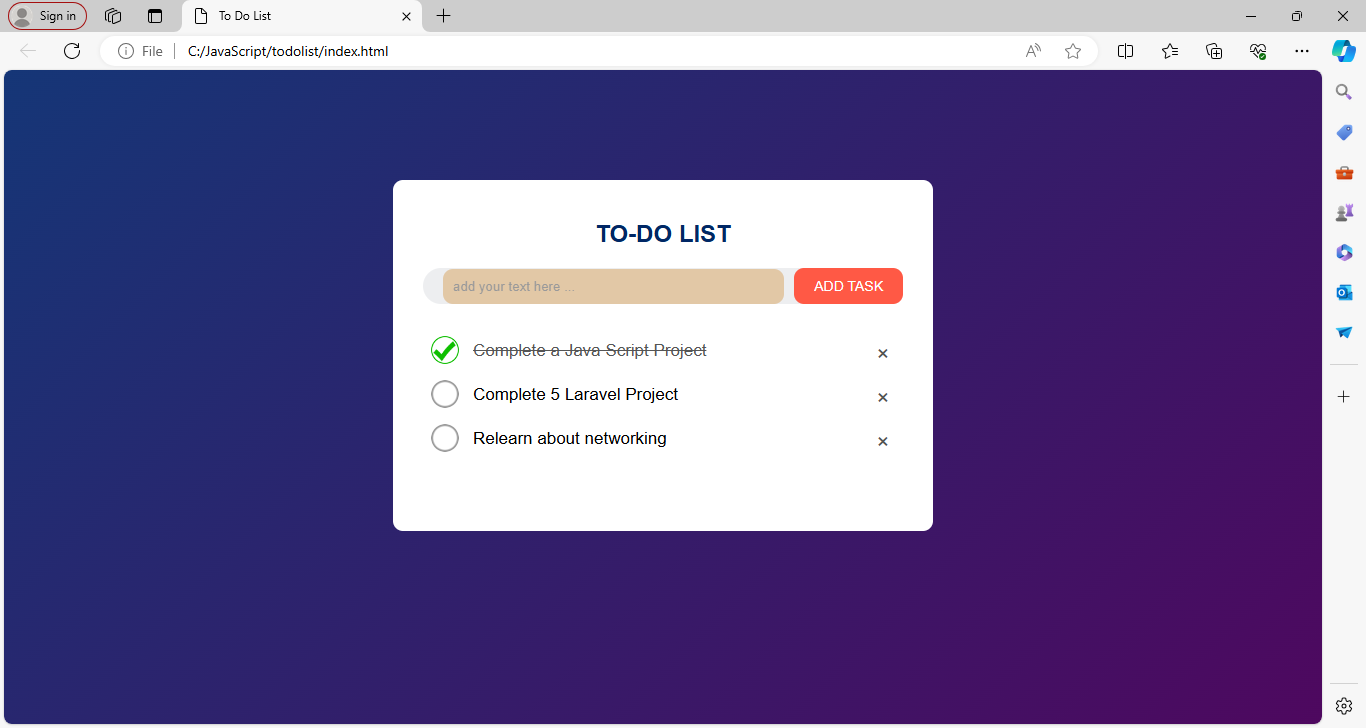 Sign in
To Do List
File
C:/JavaScript/todolist/index.html
TO-DO LIST
add your text here ...
ADD TASK
Complete a Java Script Project
Complete 5 Laravel Project
Relearn about networking